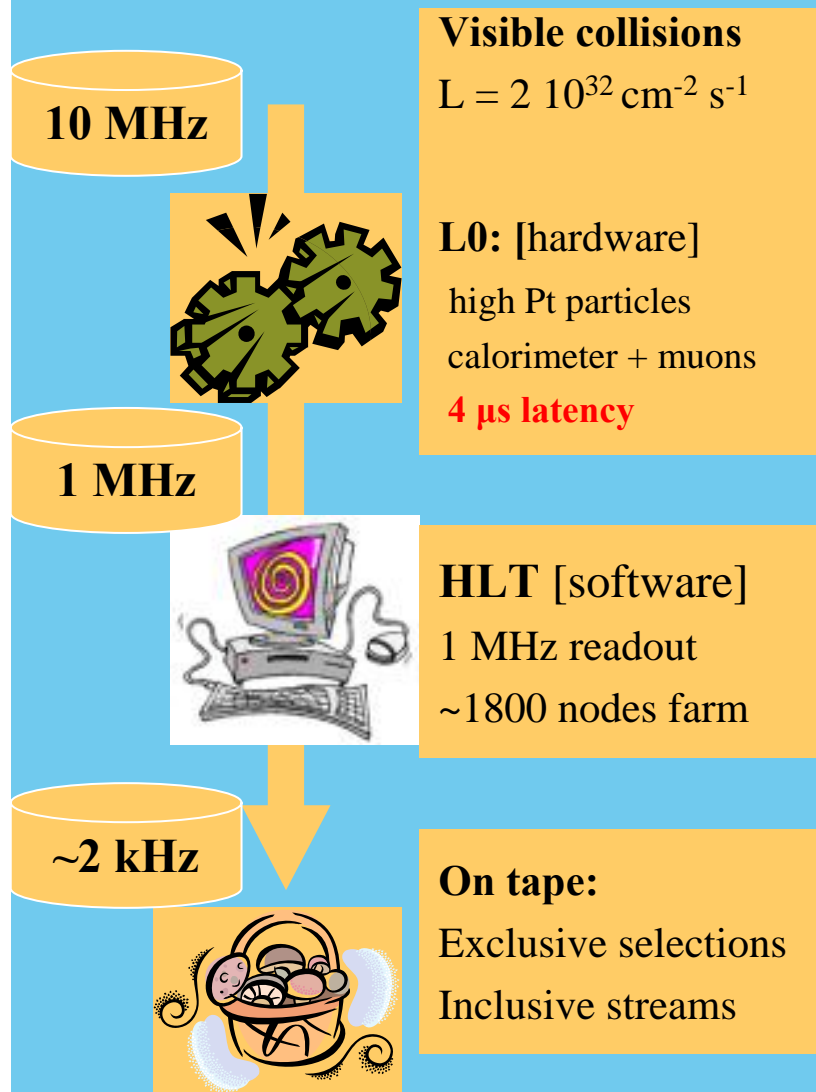 Visible collisions
L = 2 10³² cm⁻² s⁻¹
10 MHz
L0: [hardware]
high Pt particles
calorimeter + muons
4 μs latency
1 MHz
HLT [software]
1 MHz readout
~1800 nodes farm
~2 kHz
On tape:
Exclusive selections
Inclusive streams